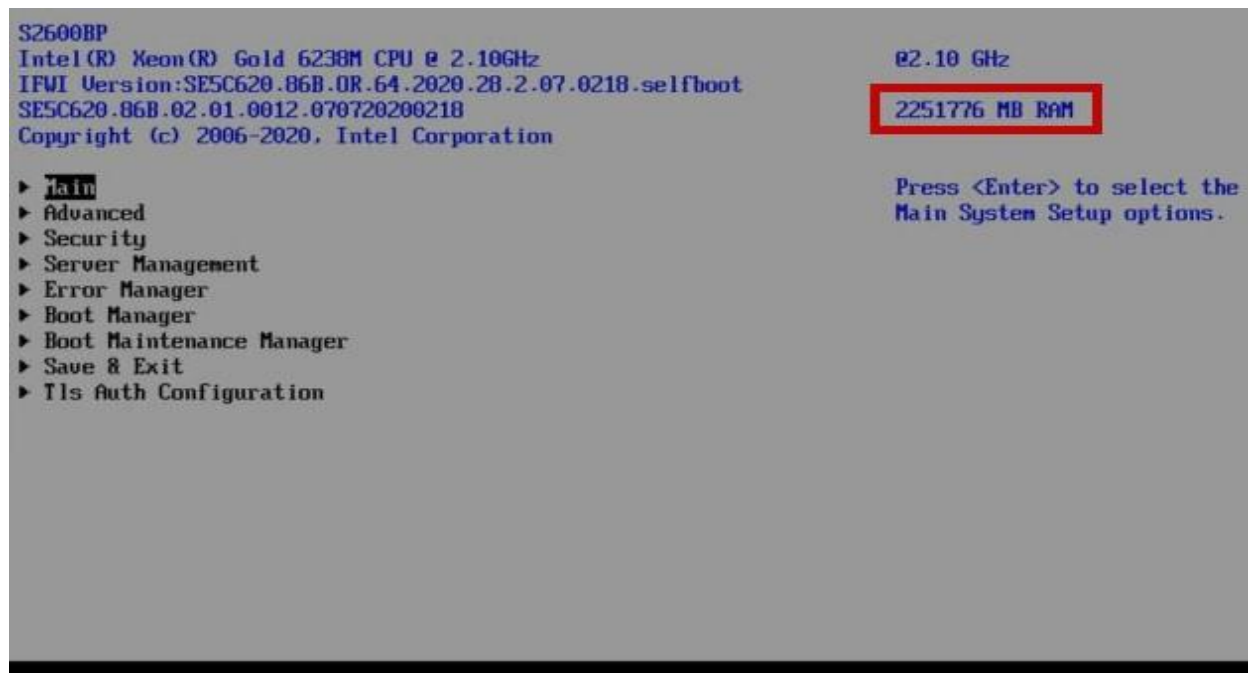 S2600BP
Intel(R) Xeon(R) Gold 6238M CPU @ 2.10GHz @2.10 GHz
IFWI Version:SE5C620.86B.OR.64.2020.28.2.07.0218.selfboot
SE5C620.86B.02.01.0012.070720200218 2251776 MB RAM
Copyright (c) 2006-2020, Intel Corporation
▶ Main
▶ Advanced
▶ Security
▶ Server Management
▶ Error Manager
▶ Boot Manager
▶ Boot Maintenance Manager
▶ Save & Exit
▶ Tls Auth Configuration
Press <Enter> to select the
Main System Setup options.